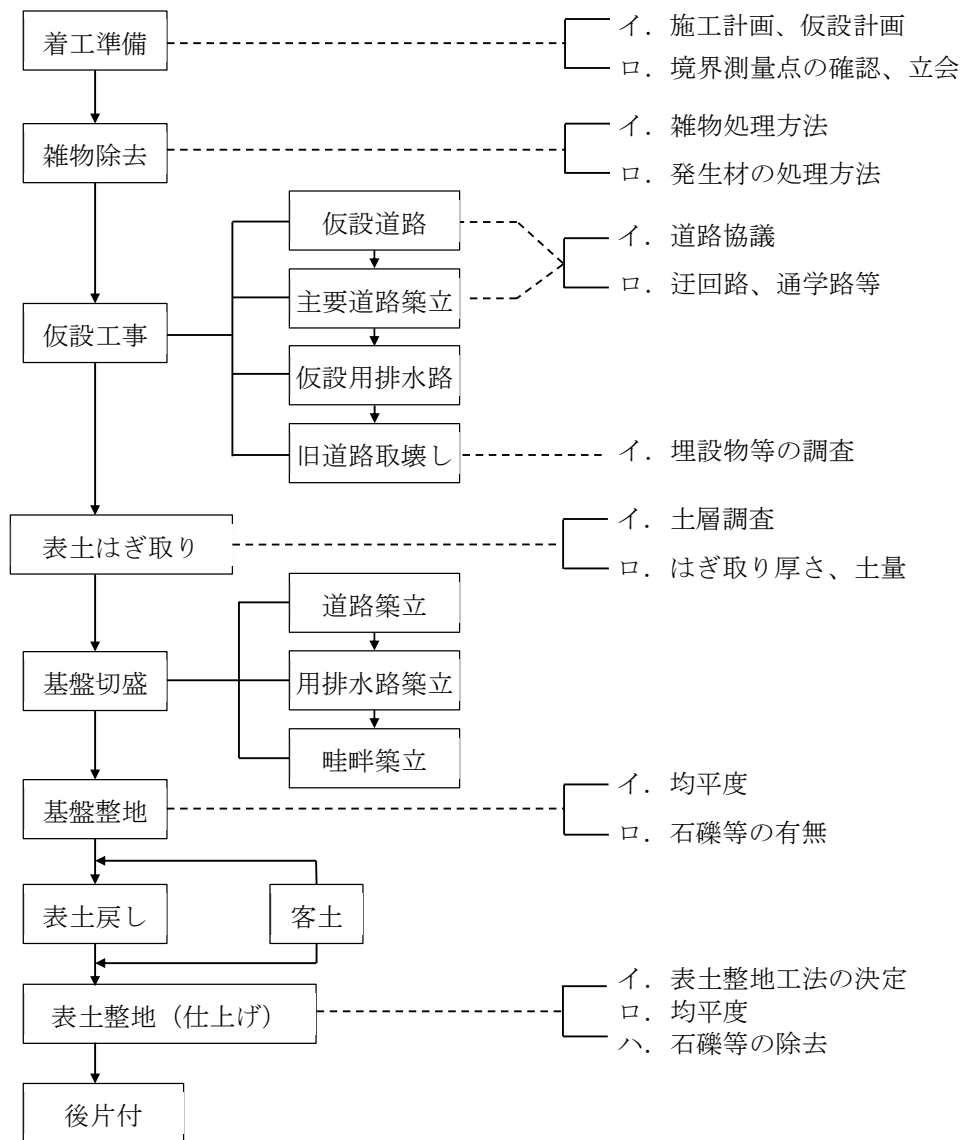 着工準備
イ．施工計画、仮設計画
ロ．境界測量点の確認、立会
雑物除去
イ．雑物処理方法
ロ．発生材の処理方法
仮設工事
仮設道路
主要道路築立
イ．道路協議
ロ．迂回路、通学路等
仮設用排水路
旧道路取壊し
イ．埋設物等の調査
表土はぎ取り
イ．土層調査
ロ．はぎ取り厚さ、土量
基盤切盛
道路築立
用排水路築立
畦畔築立
基盤整地
イ．均平度
ロ．石礫等の有無
表土戻し
客土
表土整地（仕上げ）
イ．表土整地工法の決定
ロ．均平度
ハ．石礫等の除去
後片付